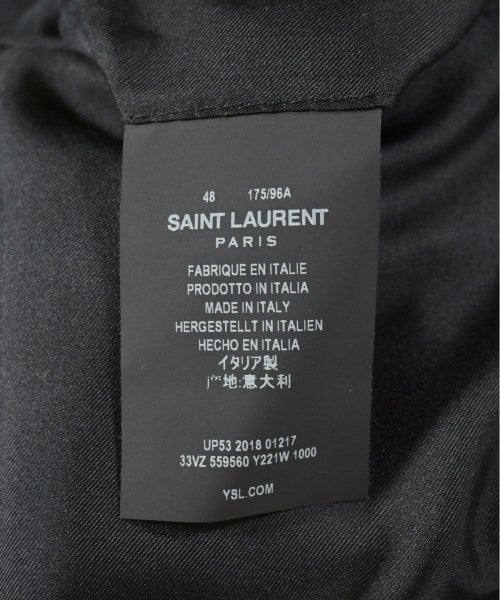 48 175/96A
SAINT LAURENT
PARIS
FABRIQUE EN ITALIE
PRODOTTO IN ITALIA
MADE IN ITALY
HERGESTELLT IN ITALIEN
HECHO EN ITALIA
イタリア製
地:意大利
UP53 2018 01217
33VZ 559560 Y221W 1000
YSL.COM